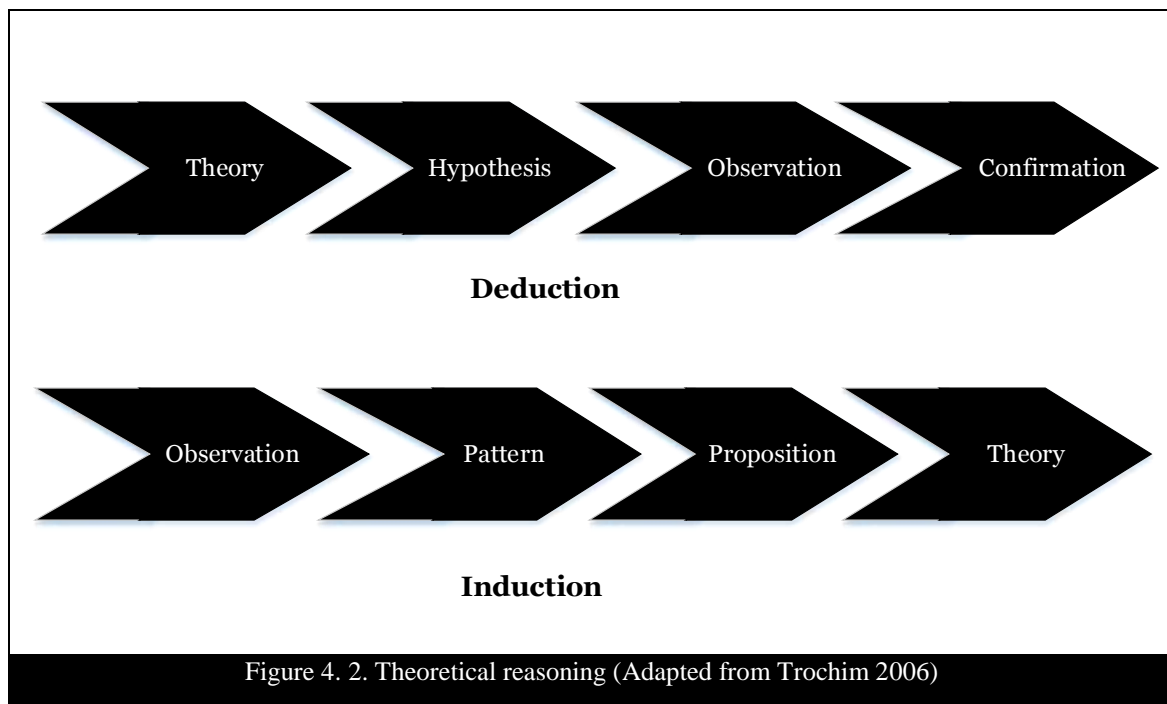 Theory
Hypothesis
Observation
Confirmation
Deduction
Observation
Pattern
Proposition
Theory
Induction
Figure 4. 2. Theoretical reasoning (Adapted from Trochim 2006)